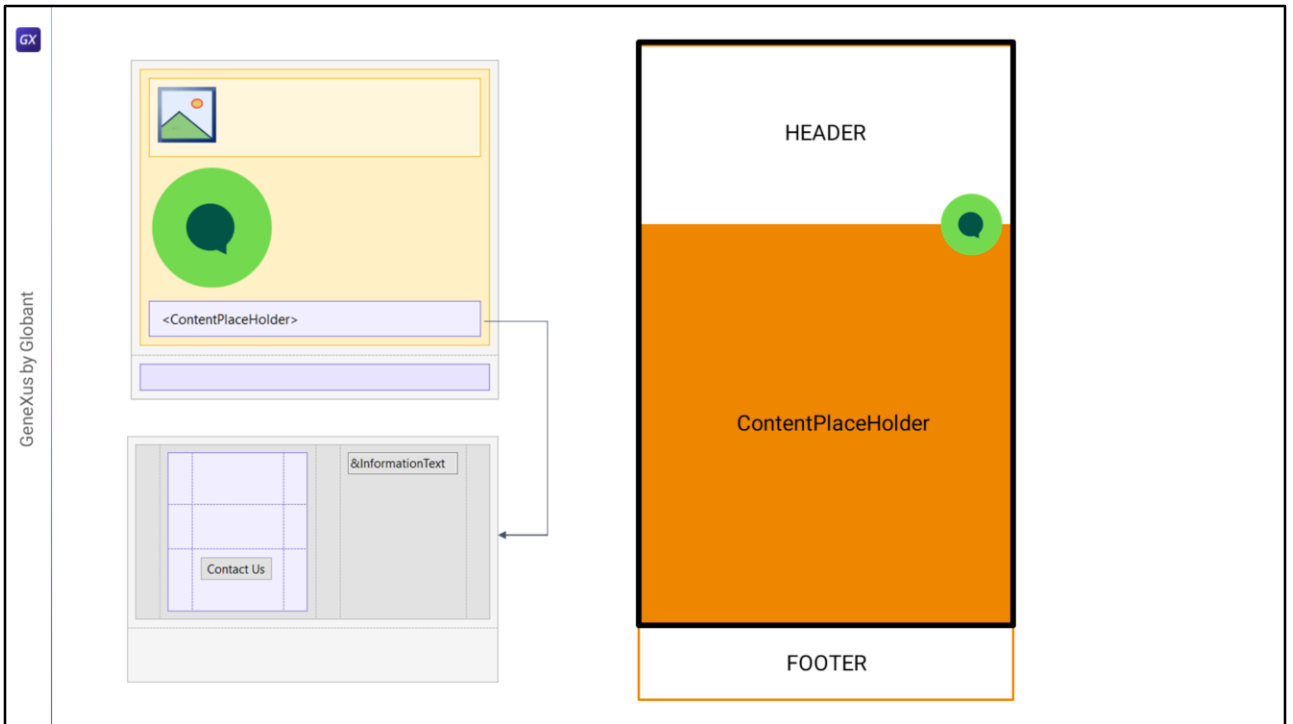 GX
GeneXus by Globant
<ContentPlaceHolder>
&InformationText
Contact Us
HEADER
ContentPlaceHolder
FOOTER